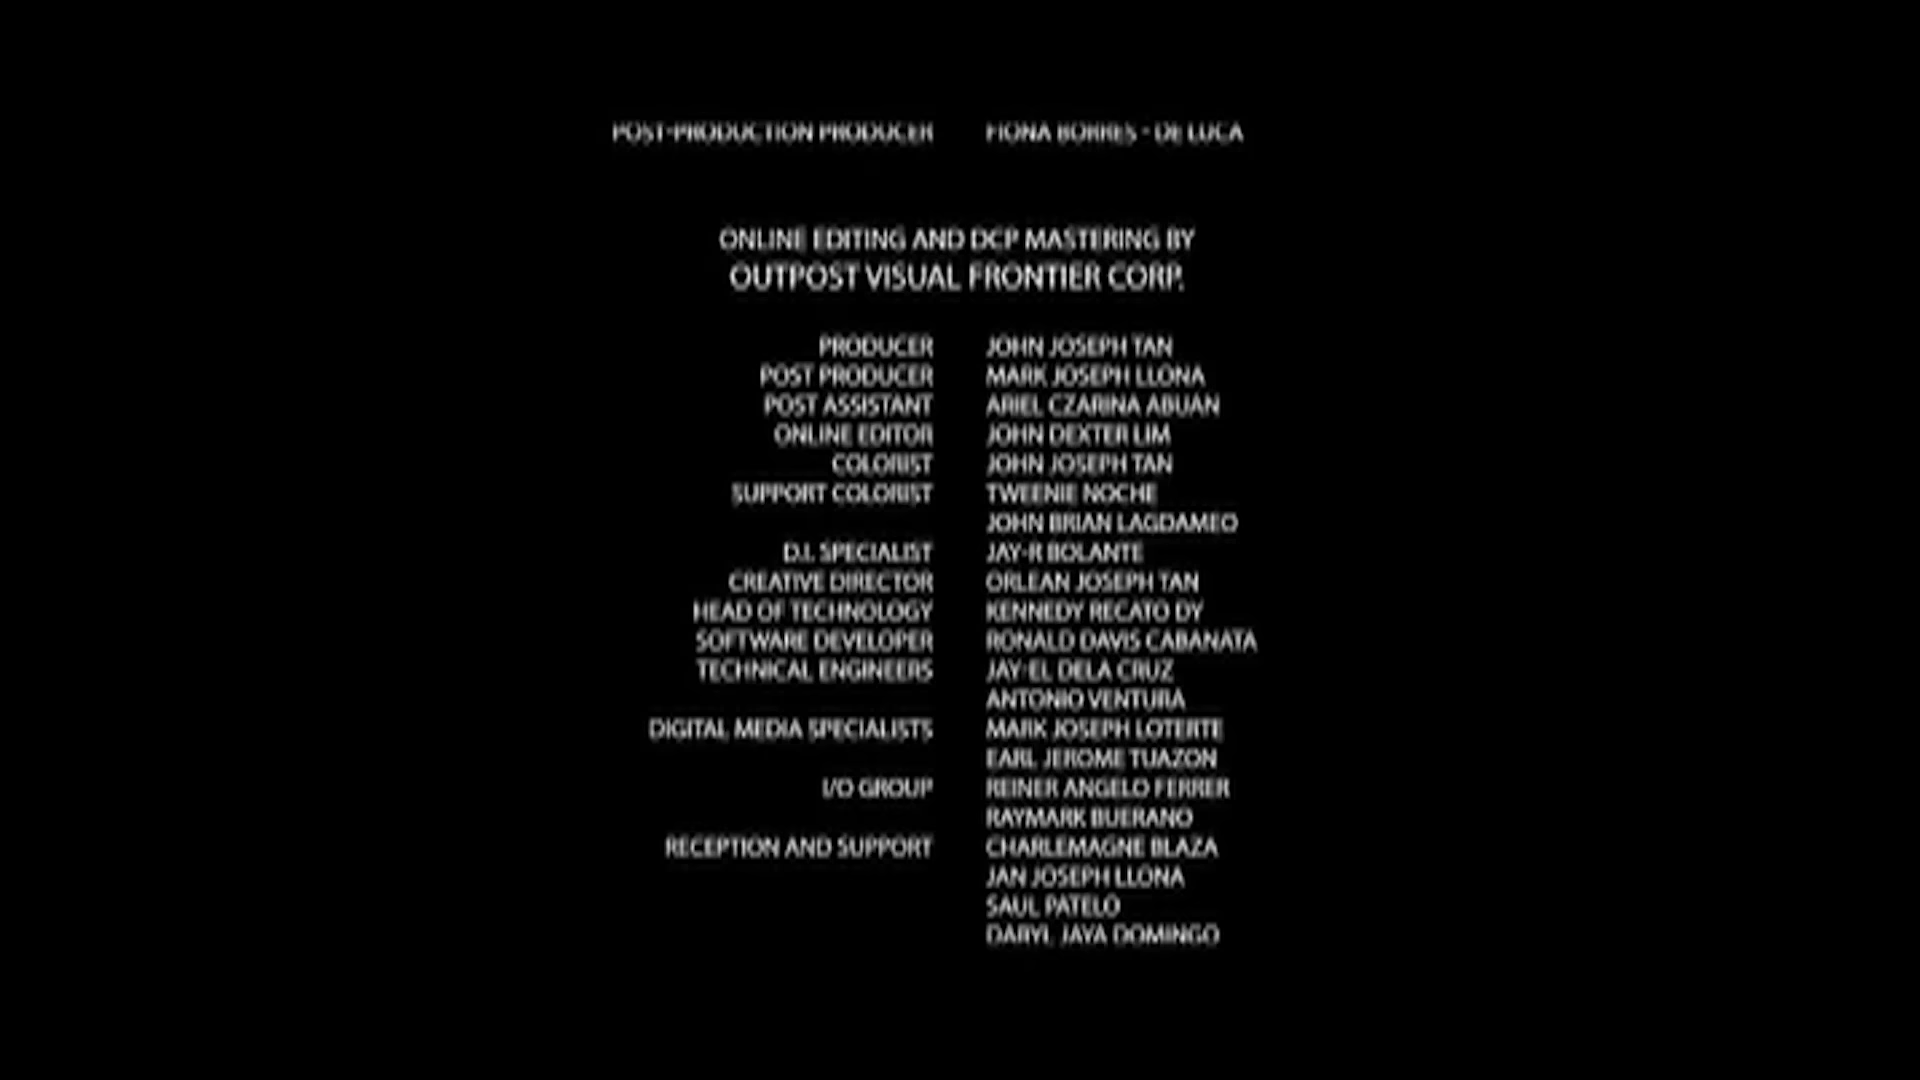 POST-PRODUCTION PRODUCER FIONA BORRES - DE LUCA
ONLINE EDITING AND DCP MASTERING BY
OUTPOST VISUAL FRONTIER CORP.
PRODUCER JOHN JOSEPH TAN
POST PRODUCER MARK JOSEPH LLONA
POST ASSISTANT ARIEL CZARINA ABUAN
ONLINE EDITOR JOHN DEXTER LIM
COLORIST JOHN JOSEPH TAN
SUPPORT COLORIST TWEENIE NOCHE
JOHN BRIAN LAGDAMEO
D.I. SPECIALIST JAY-R BOLANTE
CREATIVE DIRECTOR ORLEAN JOSEPH TAN
HEAD OF TECHNOLOGY KENNEDY RECATO DY
SOFTWARE DEVELOPER RONALD DAVIS CABANATA
TECHNICAL ENGINEERS JAY-EL DELA CRUZ
ANTONIO VENTURA
DIGITAL MEDIA SPECIALISTS MARK JOSEPH LOTERTE
EARL JEROME TUAZON
I/O GROUP REINER ANGELO FERRER
RAYMARK BUERANO
RECEPTION AND SUPPORT CHARLEMAGNE BLAZA
JAN JOSEPH LLONA
SAUL PATELO
DARYL JAYA DOMINGO